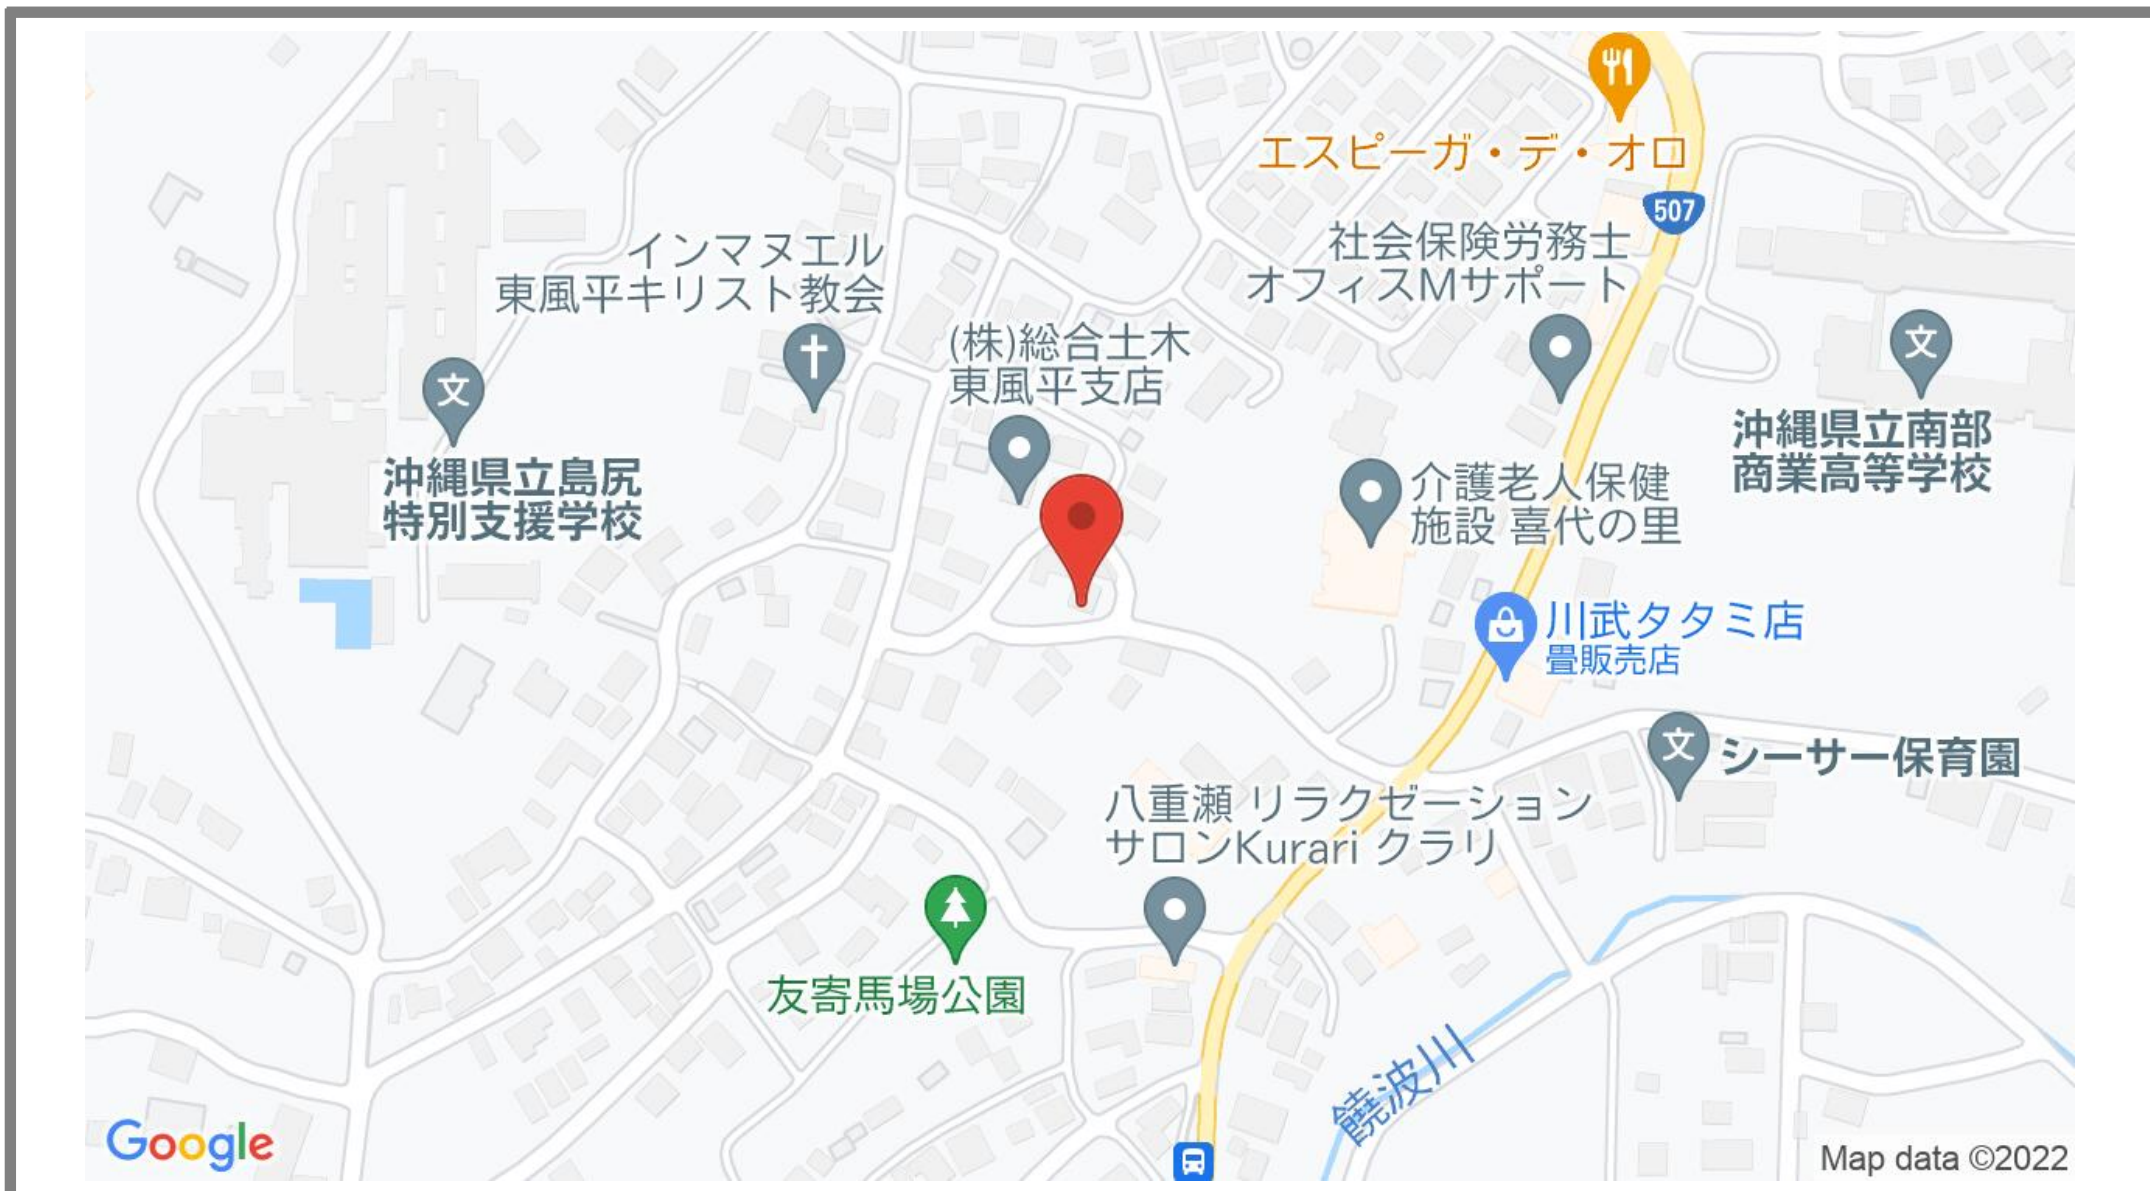 エスピーガ・デ・オロ
507
インマヌエル
東風平キリスト教会
社会保険労務士
オフィスMサポート
(株)総合土木
東風平支店
文
沖縄県立島尻
特別支援学校
文
沖縄県立南部
商業高等学校
介護老人保健
施設 喜代の里
川武タタミ店
畳販売店
文
シーサー保育園
八重瀬 リラクゼーション
サロンKurari クラリ
友寄馬場公園
饒波川
Google
Map data ©2022